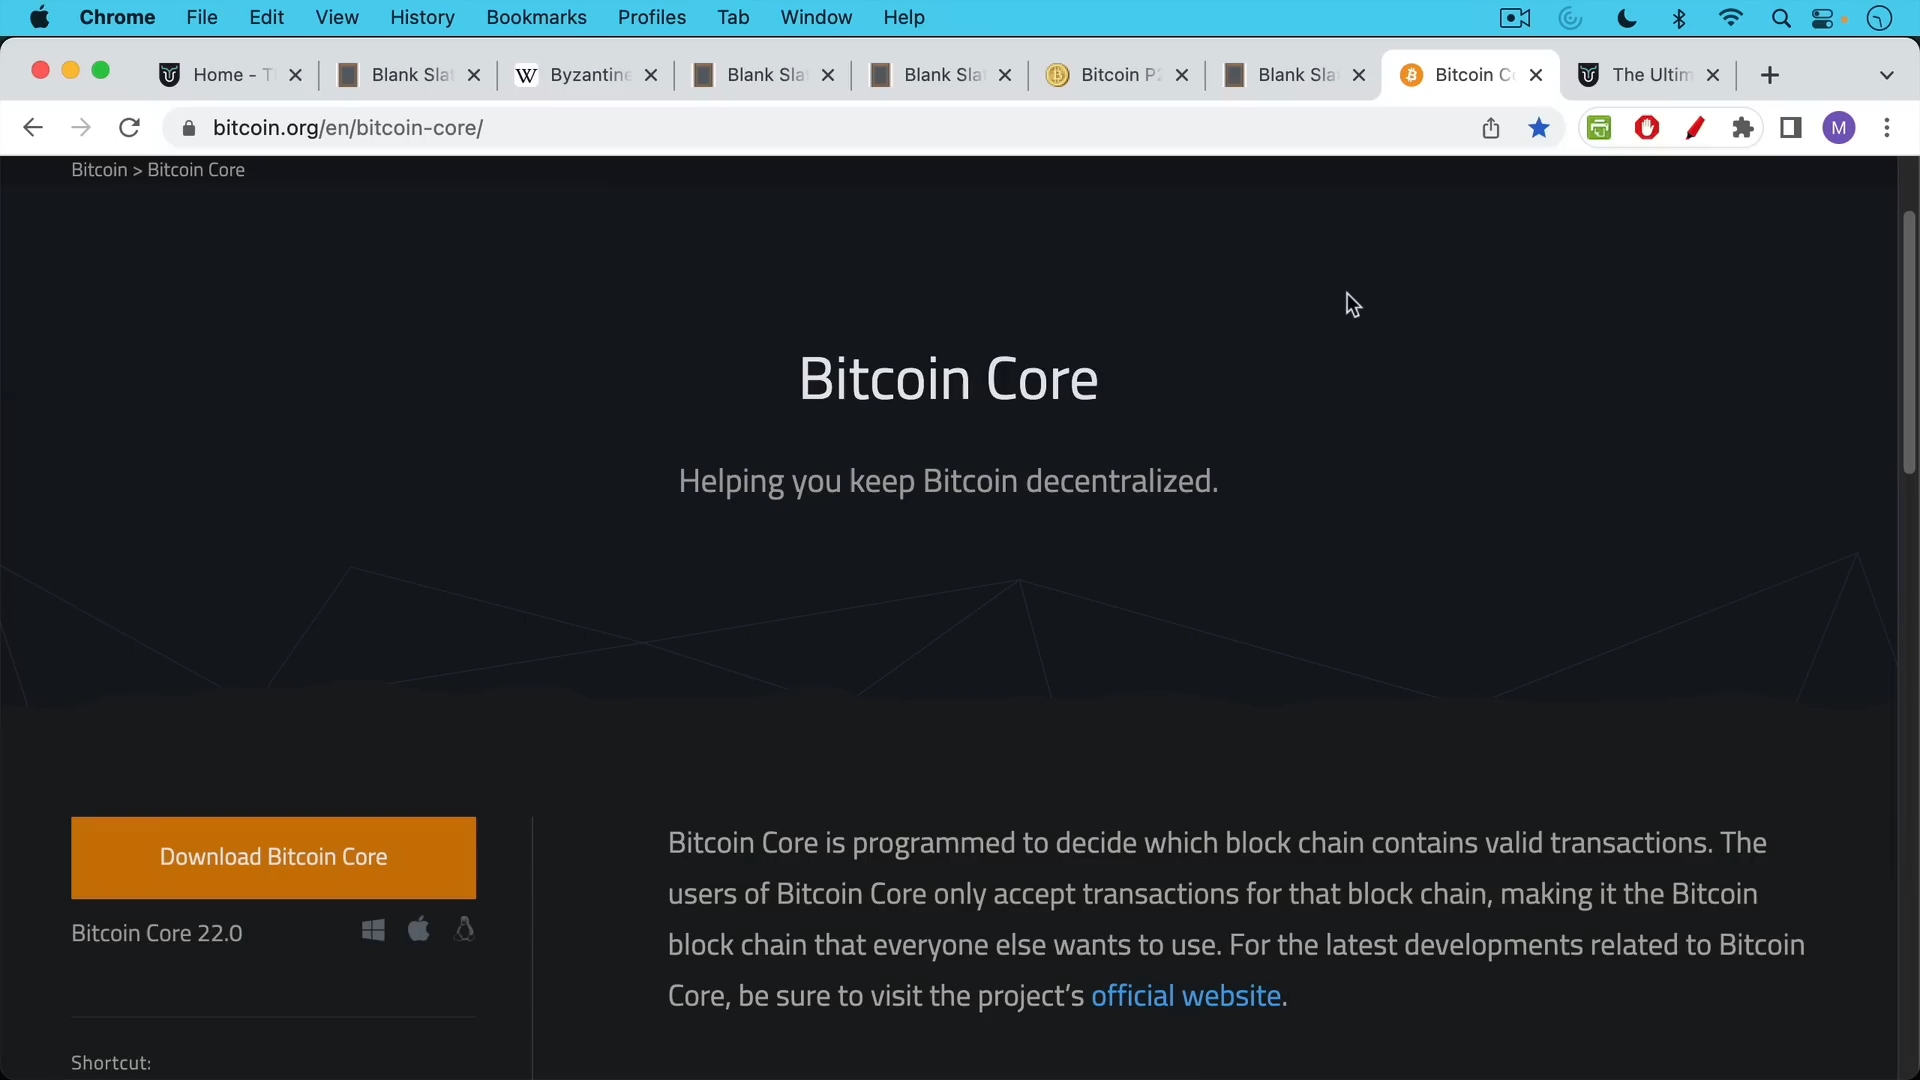 Chrome File Edit View History Bookmarks Profiles Tab Window Help
Home - T Blank Sla W Byzantine Blank Sla Blank Sla Bitcoin P2 Blank Sla Bitcoin C The Ultim
bitcoin.org/en/bitcoin-core/
M
Bitcoin > Bitcoin Core
Bitcoin Core
Helping you keep Bitcoin decentralized.
Download Bitcoin Core
Bitcoin Core 22.0
Shortcut:
Bitcoin Core is programmed to decide which block chain contains valid transactions. The
users of Bitcoin Core only accept transactions for that block chain, making it the Bitcoin
block chain that everyone else wants to use. For the latest developments related to Bitcoin
Core, be sure to visit the project's official website.